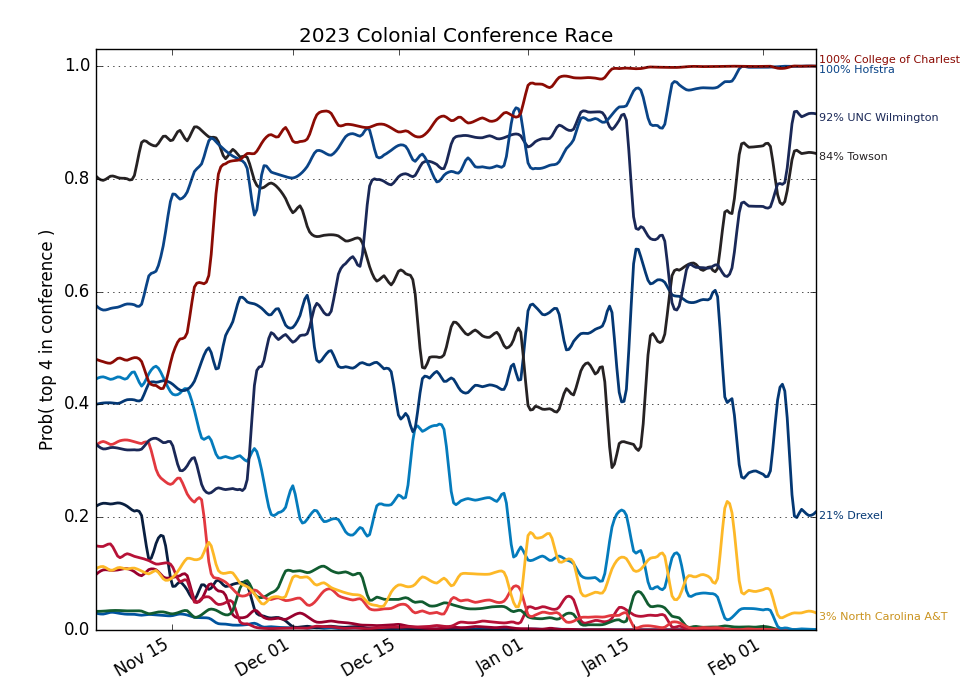 2023 Colonial Conference Race
Prob( top 4 in conference )
1.0
0.8
0.6
0.4
0.2
0.0
Nov 15
Dec 01
Dec 15
Jan 01
Jan 15
Feb 01
100% College of Charlest
100% Hofstra
92% UNC Wilmington
84% Towson
21% Drexel
3% North Carolina A&T